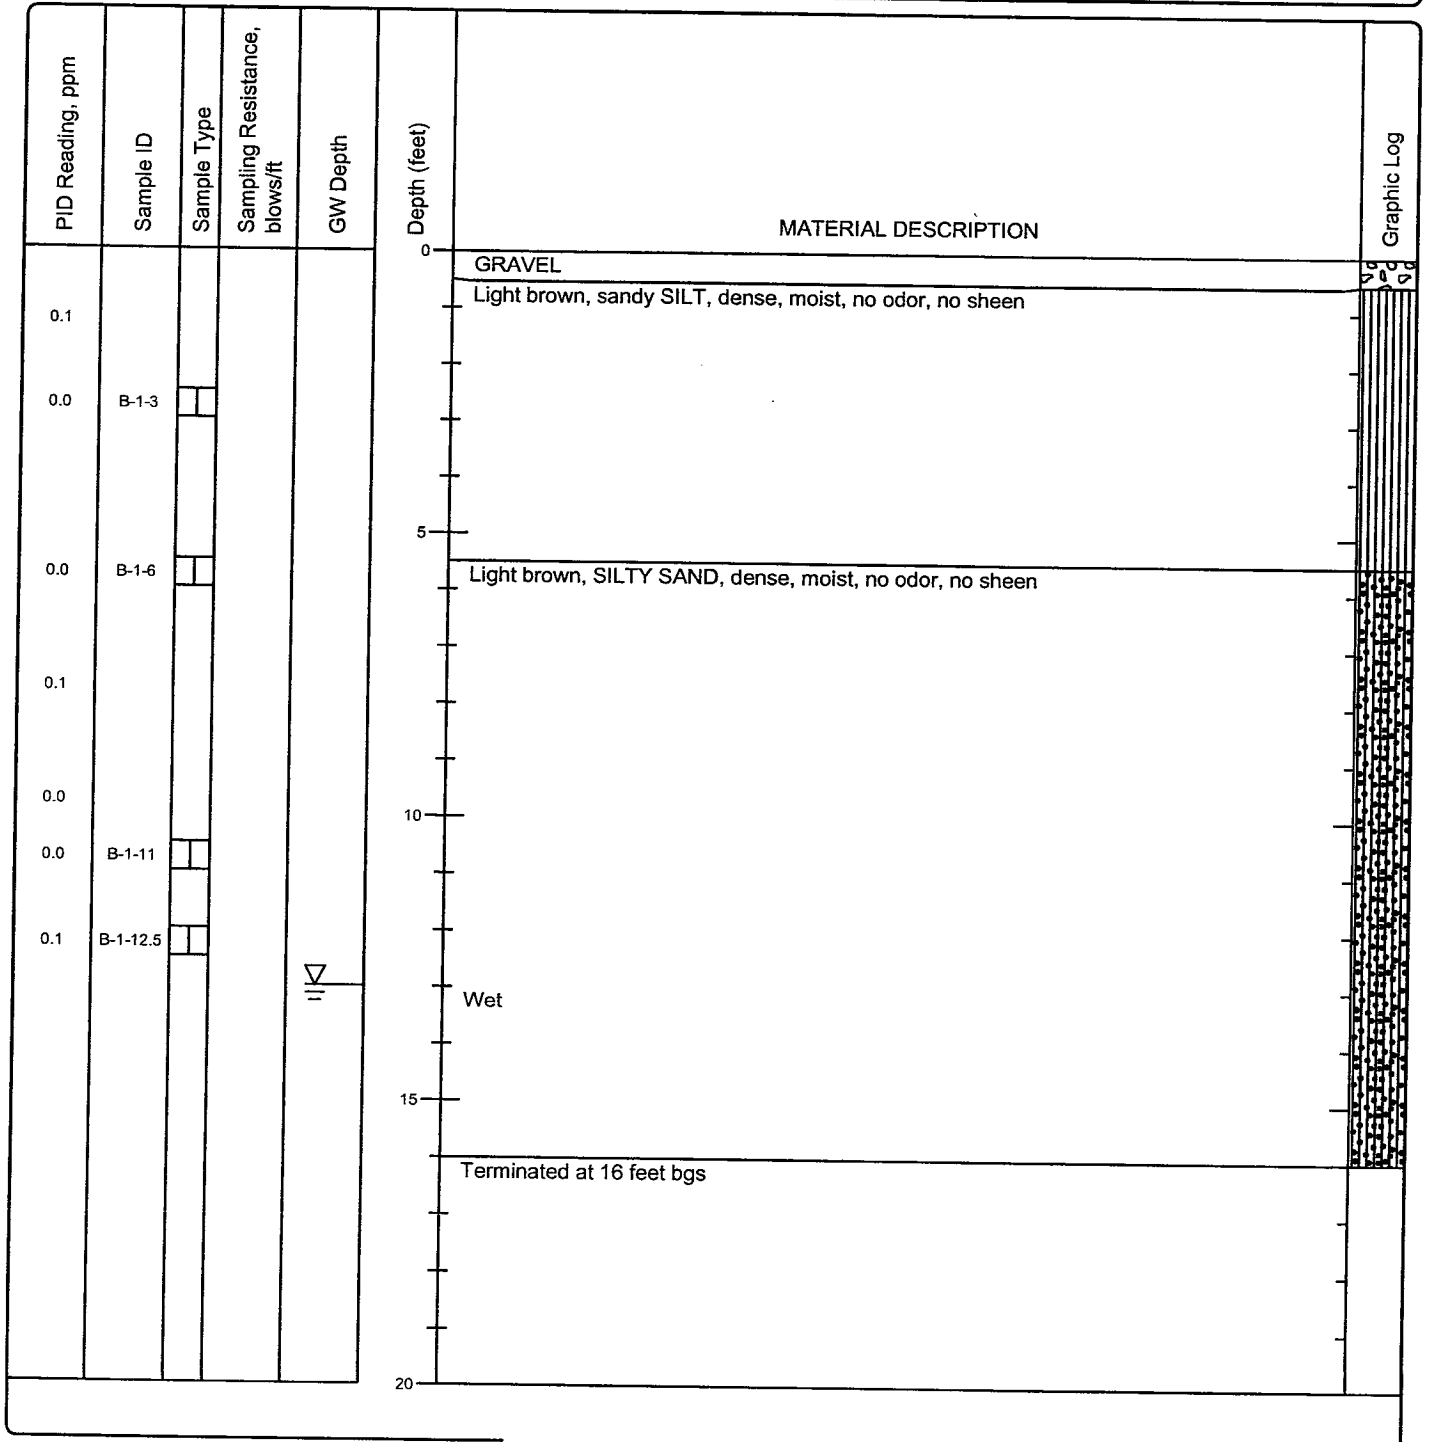 PID Reading, ppm
Sample ID
Sample Type
Sampling Resistance,
blows/ft
GW Depth
Depth (feet)
MATERIAL DESCRIPTION
Graphic Log
0
GRAVEL
Light brown, sandy SILT, dense, moist, no odor, no sheen
0.1
0.0 B-1-3
5
0.0 B-1-6
Light brown, SILTY SAND, dense, moist, no odor, no sheen
0.1
0.0
10
0.0 B-1-11
0.1 B-1-12.5
Wet
15
Terminated at 16 feet bgs
20